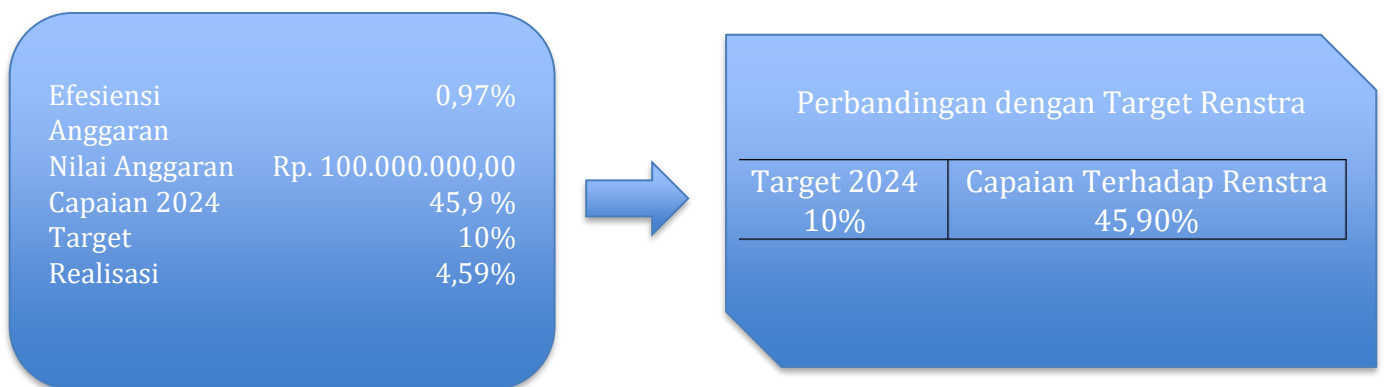 Efesiensi 0,97%
Anggaran
Nilai Anggaran Rp. 100.000.000,00
Capaian 2024 45,9 %
Target 10%
Realisasi 4,59%
Perbandingan dengan Target Renstra
Target 2024 Capaian Terhadap Renstra
10% 45,90%